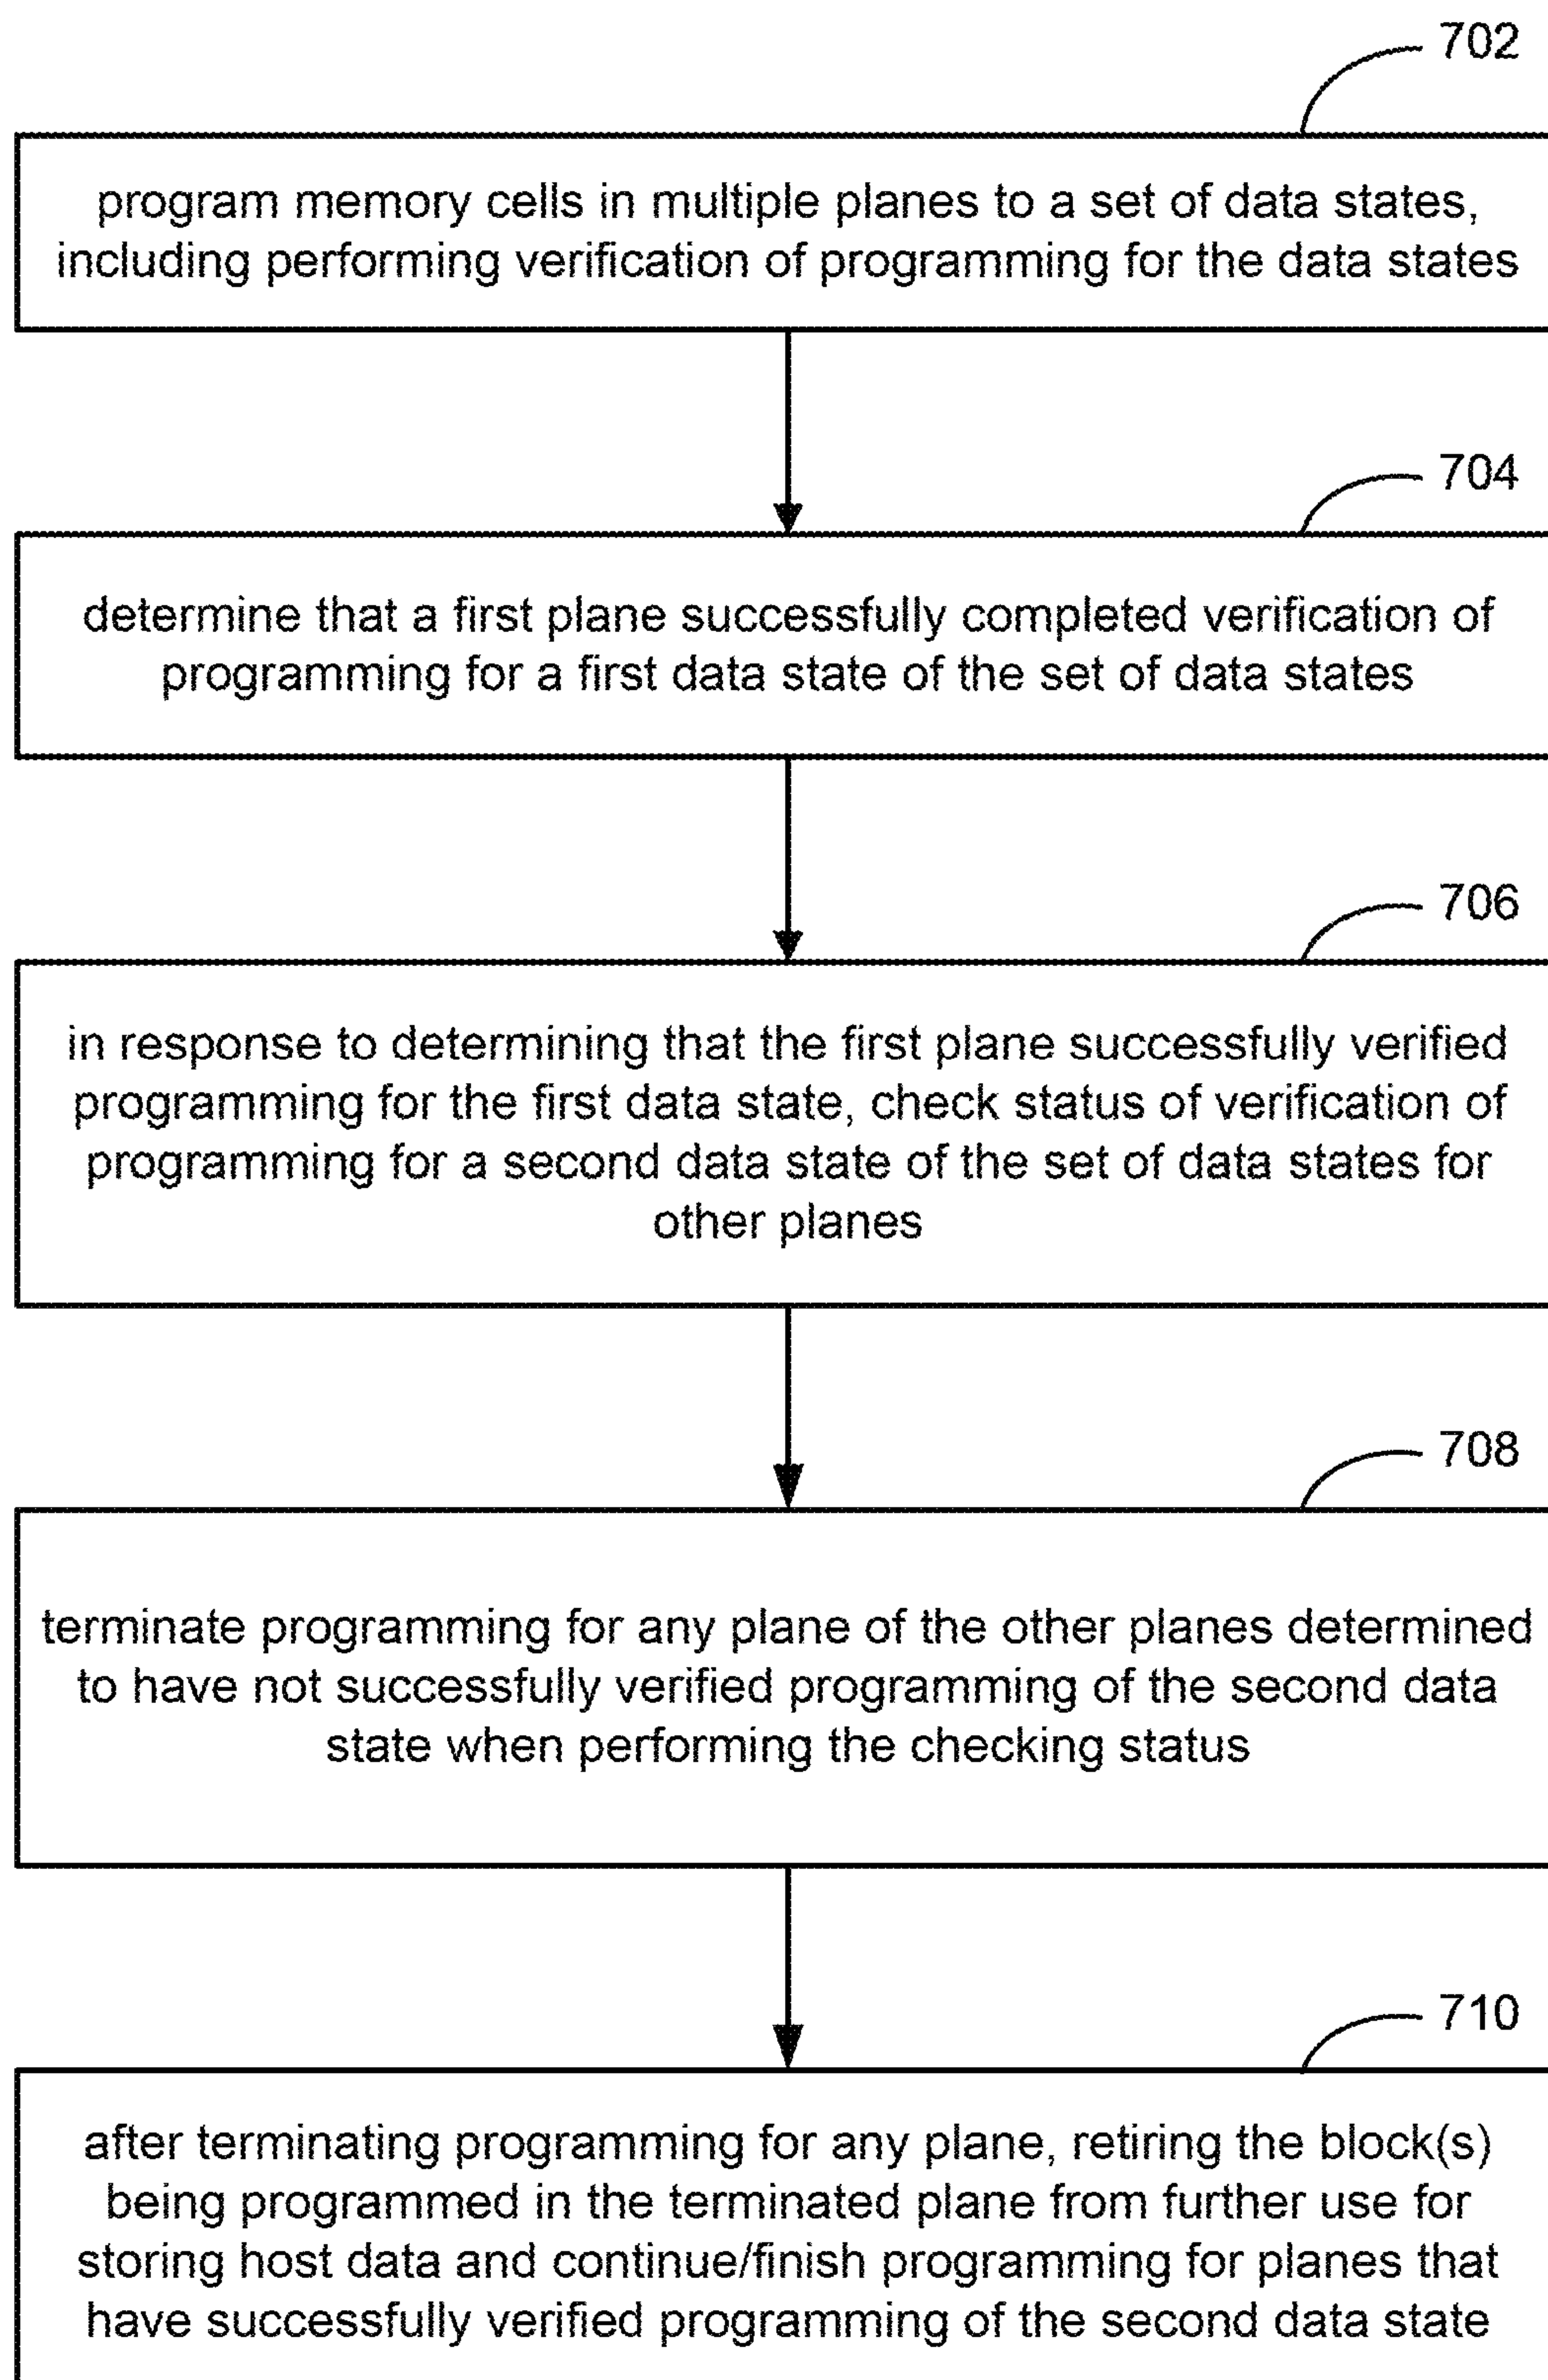 702
program memory cells in multiple planes to a set of data states,
including performing verification of programming for the data states
704
determine that a first plane successfully completed verification of
programming for a first data state of the set of data states
706
in response to determining that the first plane successfully verified
programming for the first data state, check status of verification of
programming for a second data state of the set of data states for
other planes
708
terminate programming for any plane of the other planes determined
to have not successfully verified programming of the second data
state when performing the checking status
710
after terminating programming for any plane, retiring the block(s)
being programmed in the terminated plane from further use for
storing host data and continue/finish programming for planes that
have successfully verified programming of the second data state